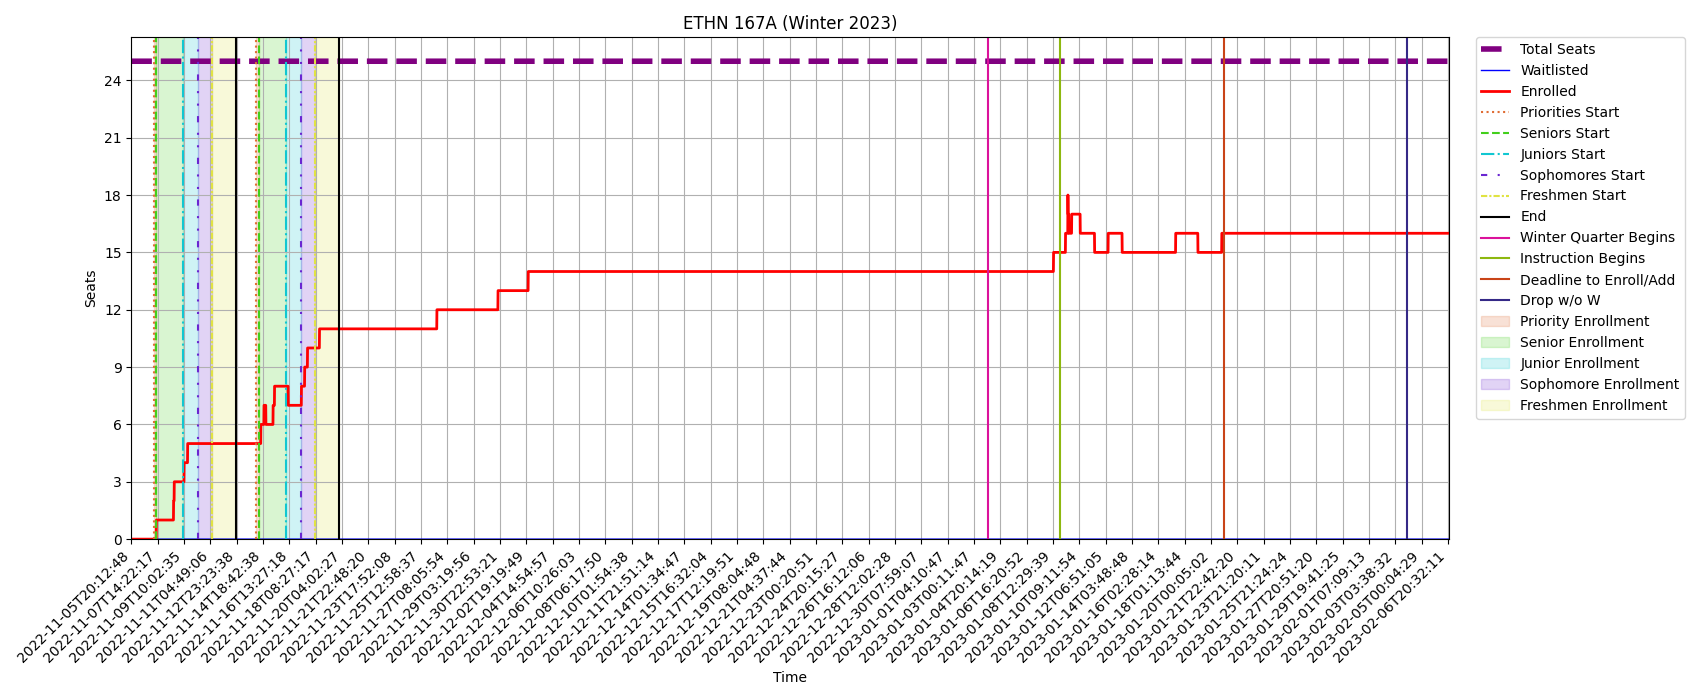 ETHN 167A (Winter 2023)
Seats
24
21
18
15
12
9
6
3
0
2022-11-05T20:12:48
2022-11-07T14:22:17
2022-11-09T10:02:35
2022-11-11T04:49:06
2022-11-12T23:23:38
2022-11-14T18:42:38
2022-11-16T13:27:18
2022-11-18T08:27:17
2022-11-20T04:02:27
2022-11-21T22:48:20
2022-11-23T17:52:08
2022-11-25T12:58:37
2022-11-27T08:05:54
2022-11-29T03:19:56
2022-11-30T22:53:21
2022-12-02T19:19:49
2022-12-04T14:54:57
2022-12-06T10:26:03
2022-12-08T06:17:50
2022-12-10T01:54:38
2022-12-11T21:51:14
2022-12-14T01:34:47
2022-12-15T16:32:04
2022-12-17T12:19:51
2022-12-19T08:04:48
2022-12-21T04:37:44
2022-12-23T00:20:51
2022-12-24T20:15:27
2022-12-26T16:12:06
2022-12-28T12:02:28
2022-12-30T07:59:07
2023-01-01T04:10:47
2023-01-03T00:11:47
2023-01-04T20:14:19
2023-01-06T16:20:52
2023-01-08T12:29:39
2023-01-10T09:11:54
2023-01-12T06:51:05
2023-01-14T03:48:48
2023-01-16T02:28:14
2023-01-18T01:13:44
2023-01-20T00:05:02
2023-01-21T22:42:20
2023-01-23T21:20:11
2023-01-25T21:24:24
2023-01-27T20:51:20
2023-01-29T19:41:25
2023-02-01T07:09:13
2023-02-03T03:38:32
2023-02-05T00:04:29
2023-02-06T20:32:11
Time
Total Seats
Waitlisted
Enrolled
Priorities Start
Seniors Start
Juniors Start
Sophomores Start
Freshmen Start
End
Winter Quarter Begins
Instruction Begins
Deadline to Enroll/Add
Drop w/o W
Priority Enrollment
Senior Enrollment
Junior Enrollment
Sophomore Enrollment
Freshmen Enrollment